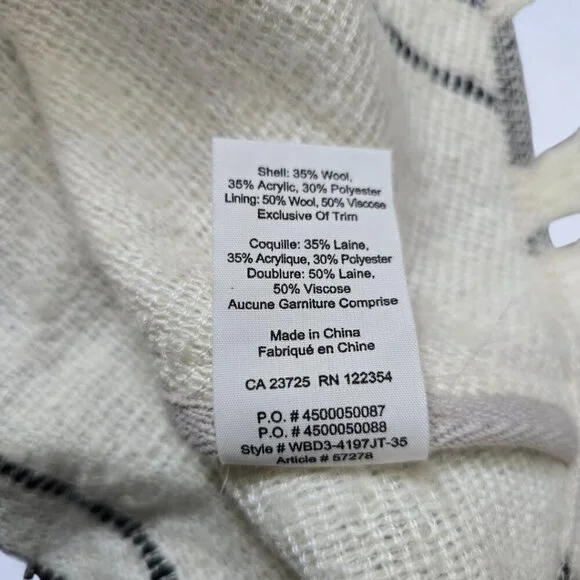 Shell: 35% Wool,
35% Acrylic, 30% Polyester
Lining: 50% Wool, 50% Viscose
Exclusive Of Trim
Coquille: 35% Laine,
35% Acrylique, 30% Polyester
Doublure: 50% Laine,
50% Viscose
Aucune Garniture Comprise
Made in China
Fabriqué en Chine
CA 23725 RN 122354
P.O. # 4500050087
P.O. # 4500050088
Style # WBD3-4197JT-35
Article # 57278